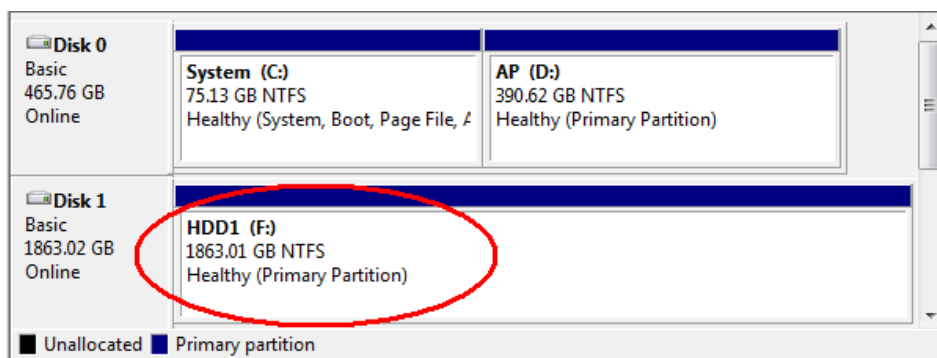 Disk 0
Basic
465.76 GB
Online
System (C:)
75.13 GB NTFS
Healthy (System, Boot, Page File, A
AP (D:)
390.62 GB NTFS
Healthy (Primary Partition)
Disk 1
Basic
1863.02 GB
Online
HDD1 (F:)
1863.01 GB NTFS
Healthy (Primary Partition)
Unallocated Primary partition